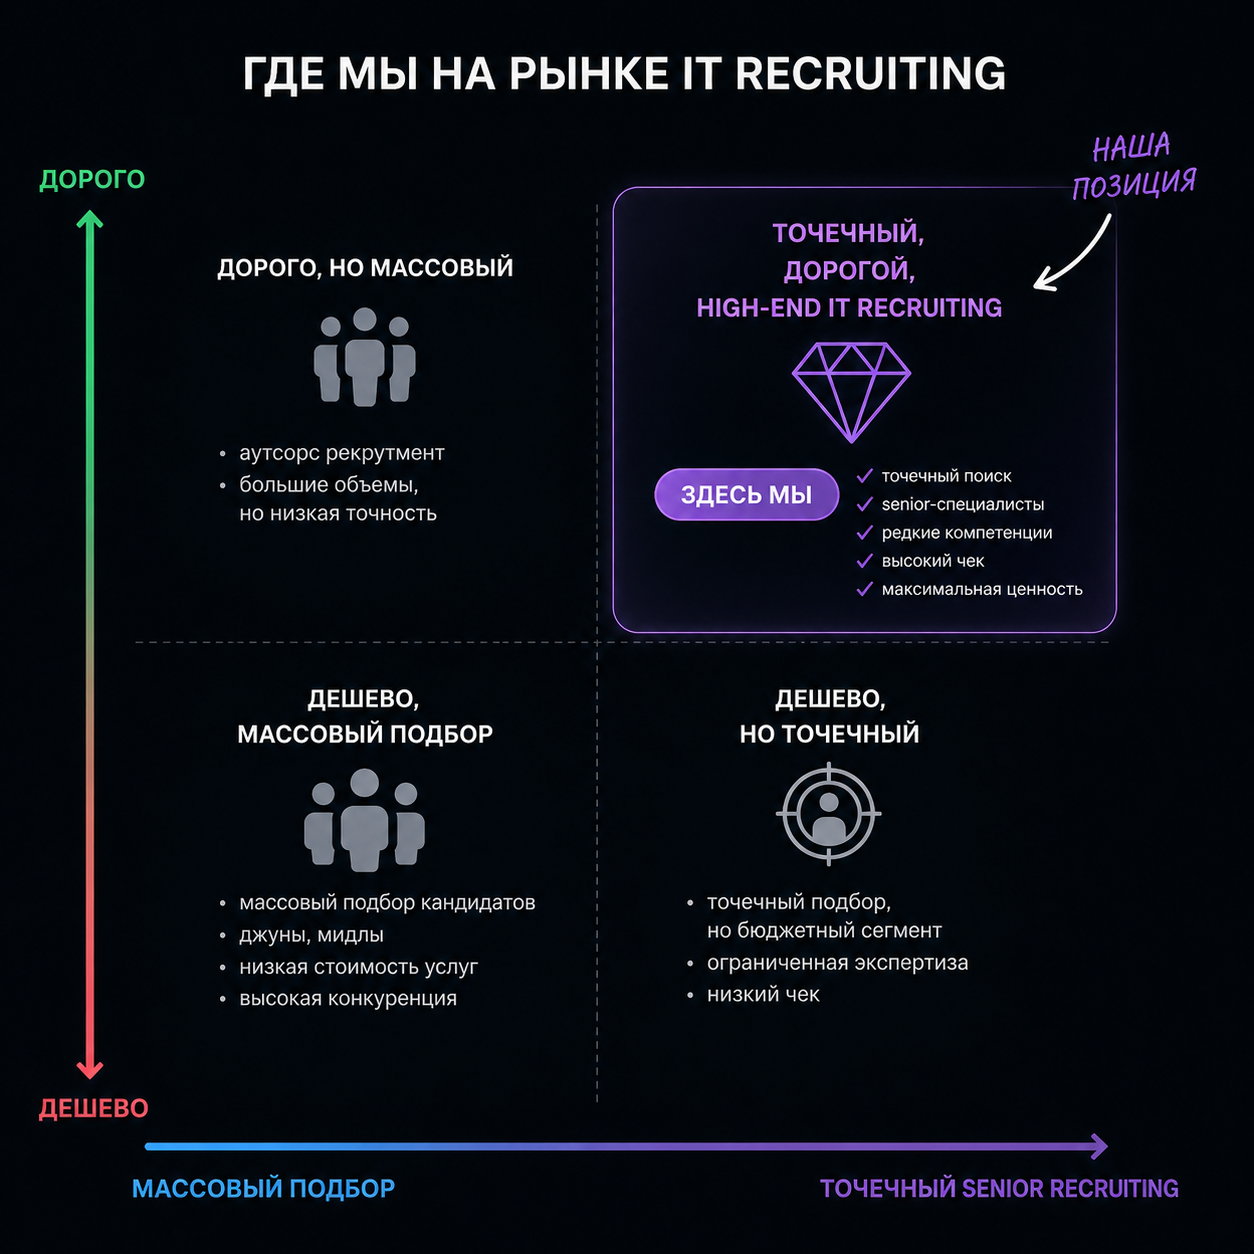 ГДЕ МЫ НА РЫНКЕ IT RECRUITING
НАША
ПОЗИЦИЯ
ДОРОГО
ДОРОГО, НО МАССОВЫЙ
• аутсорс рекрутмент
• большие объемы,
но низкая точность
ТОЧЕЧНЫЙ,
ДОРОГОЙ,
HIGH-END IT RECRUITING
ЗДЕСЬ МЫ
✓ точечный поиск
✓ senior-специалисты
✓ редкие компетенции
✓ высокий чек
✓ максимальная ценность
ДЕШЕВО,
МАССОВЫЙ ПОДБОР
• массовый подбор кандидатов
• джуны, мидлы
• низкая стоимость услуг
• высокая конкуренция
ДЕШЕВО,
НО ТОЧЕЧНЫЙ
• точечный подбор,
но бюджетный сегмент
• ограниченная экспертиза
• низкий чек
ДЕШЕВО
МАССОВЫЙ ПОДБОР
ТОЧЕЧНЫЙ SENIOR RECRUITING